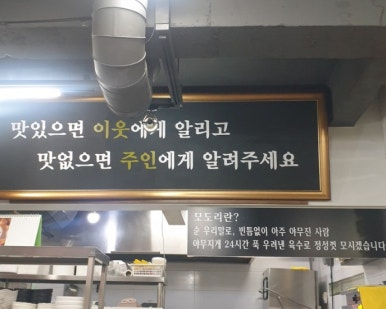 맛있으면 이웃에게 알리고
맛없으면 주인에게 알려주세요
모도리란?
순 우리말로, 빈틈없이 아주 야무진 사람
야무지게 24시간 푹 우려낸 육수로 정성껏 모시겠습니다